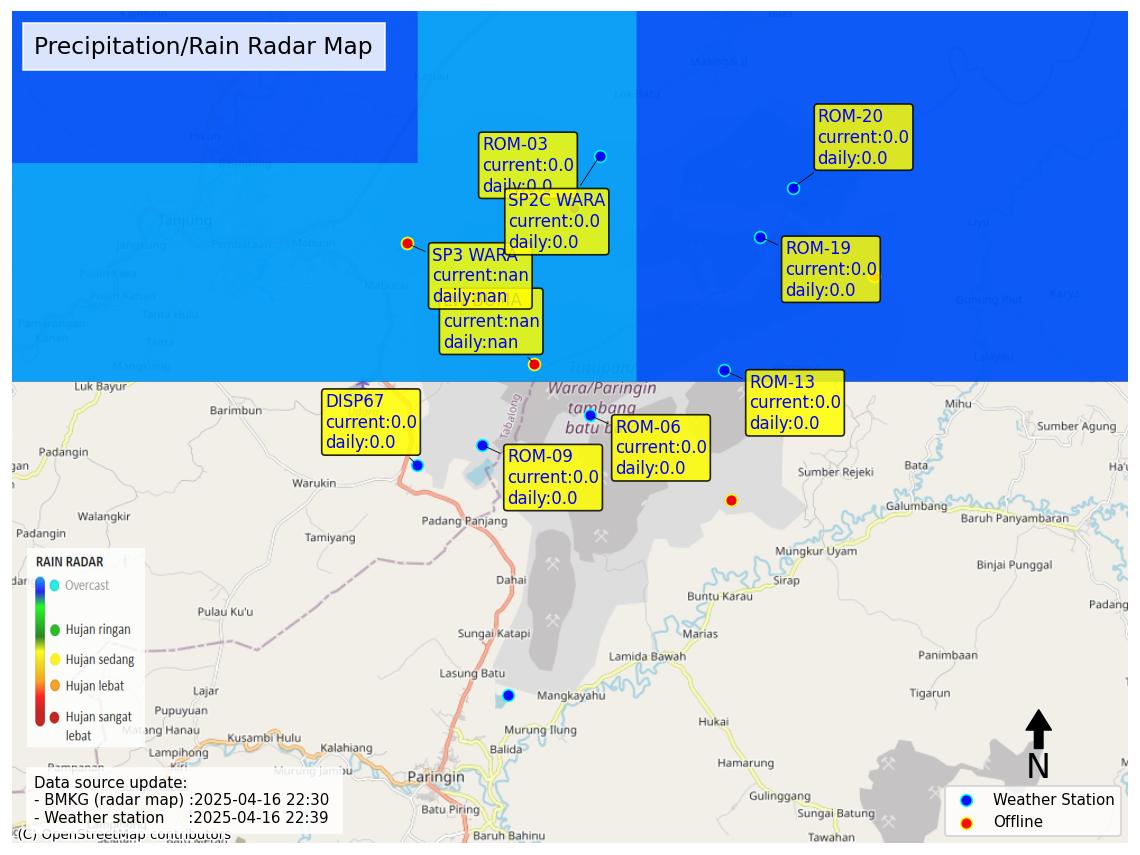 Precipitation/Rain Radar Map
ROM-20
current:0.0
daily:0.0
ROM-03
current:0.0
daily:0.0
SP2C WARA
current:0.0
daily:0.0
ROM-19
current:0.0
daily:0.0
SP3 WARA
current:nan
daily:nan
current:nan
daily:nan
Tanjung
Maburai
Wara/Paringin
tambang
batu b
Tabalong
ROM-13
current:0.0
daily:0.0
DISP67
current:0.0
daily:0.0
ROM-06
current:0.0
daily:0.0
ROM-09
current:0.0
daily:0.0
Luk Bayur
Barimbun
Mihu
Sumber Agung
Bata
Sumber Rejeki
Warukin
Galumbang
Baruh Panyambaran
Walangkir
Padangin
Padang Panjang
Tamiyang
Mungkur Uyam
Binjai Punggal
Sirap
Dahai
Buntu Karau
Pulau Ku'u
Padang
Sungai Katapi
Marias
Lamida Bawah
Panimbaan
Lasung Batu
Lajar
Mangkayahu
Tigarun
Pupuyuan
Hukai
Matang Hanau
Murung Ilung
Kusambi Hulu
Kalahiang
Balida
Lampihong
Hamarung
Murung Jambu
Paringin
Gulinggang
Batu Piring
Sungai Batung
Baruh Bahinu
Tawahan
RAIN RADAR
Overcast
Hujan ringan
Hujan sedang
Hujan lebat
Hujan sangat
lebat
Data source update:
- BMKG (radar map) :2025-04-16 22:30
- Weather station :2025-04-16 22:39
(C) OpenStreetMap contributors
N
Weather Station
Offline